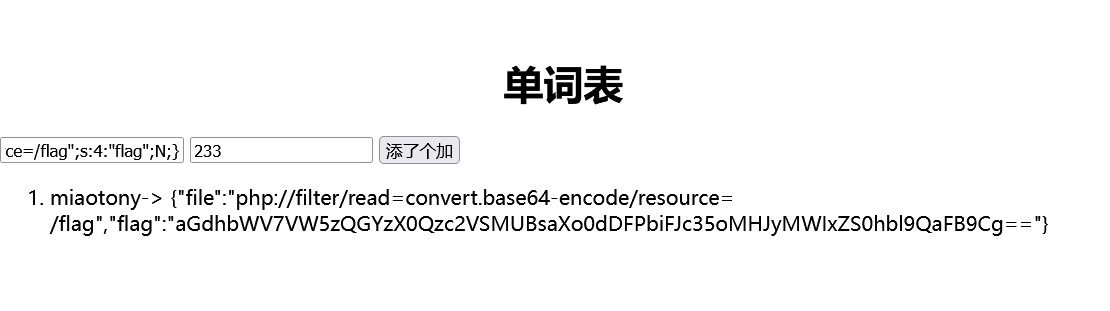 单词表
ce=/flag";s:4:"flag";N;} 233 添了个加
1. miaotony-> {"file":"php://filter/read=convert.base64-encode/resource=
/flag","flag":"aGdhbWV7VW5zQGYzX0Qzc2VSMUBsaXo0dDFPbiFJc35oMHJyMWIxZS0hbl9QaFB9Cg=="}